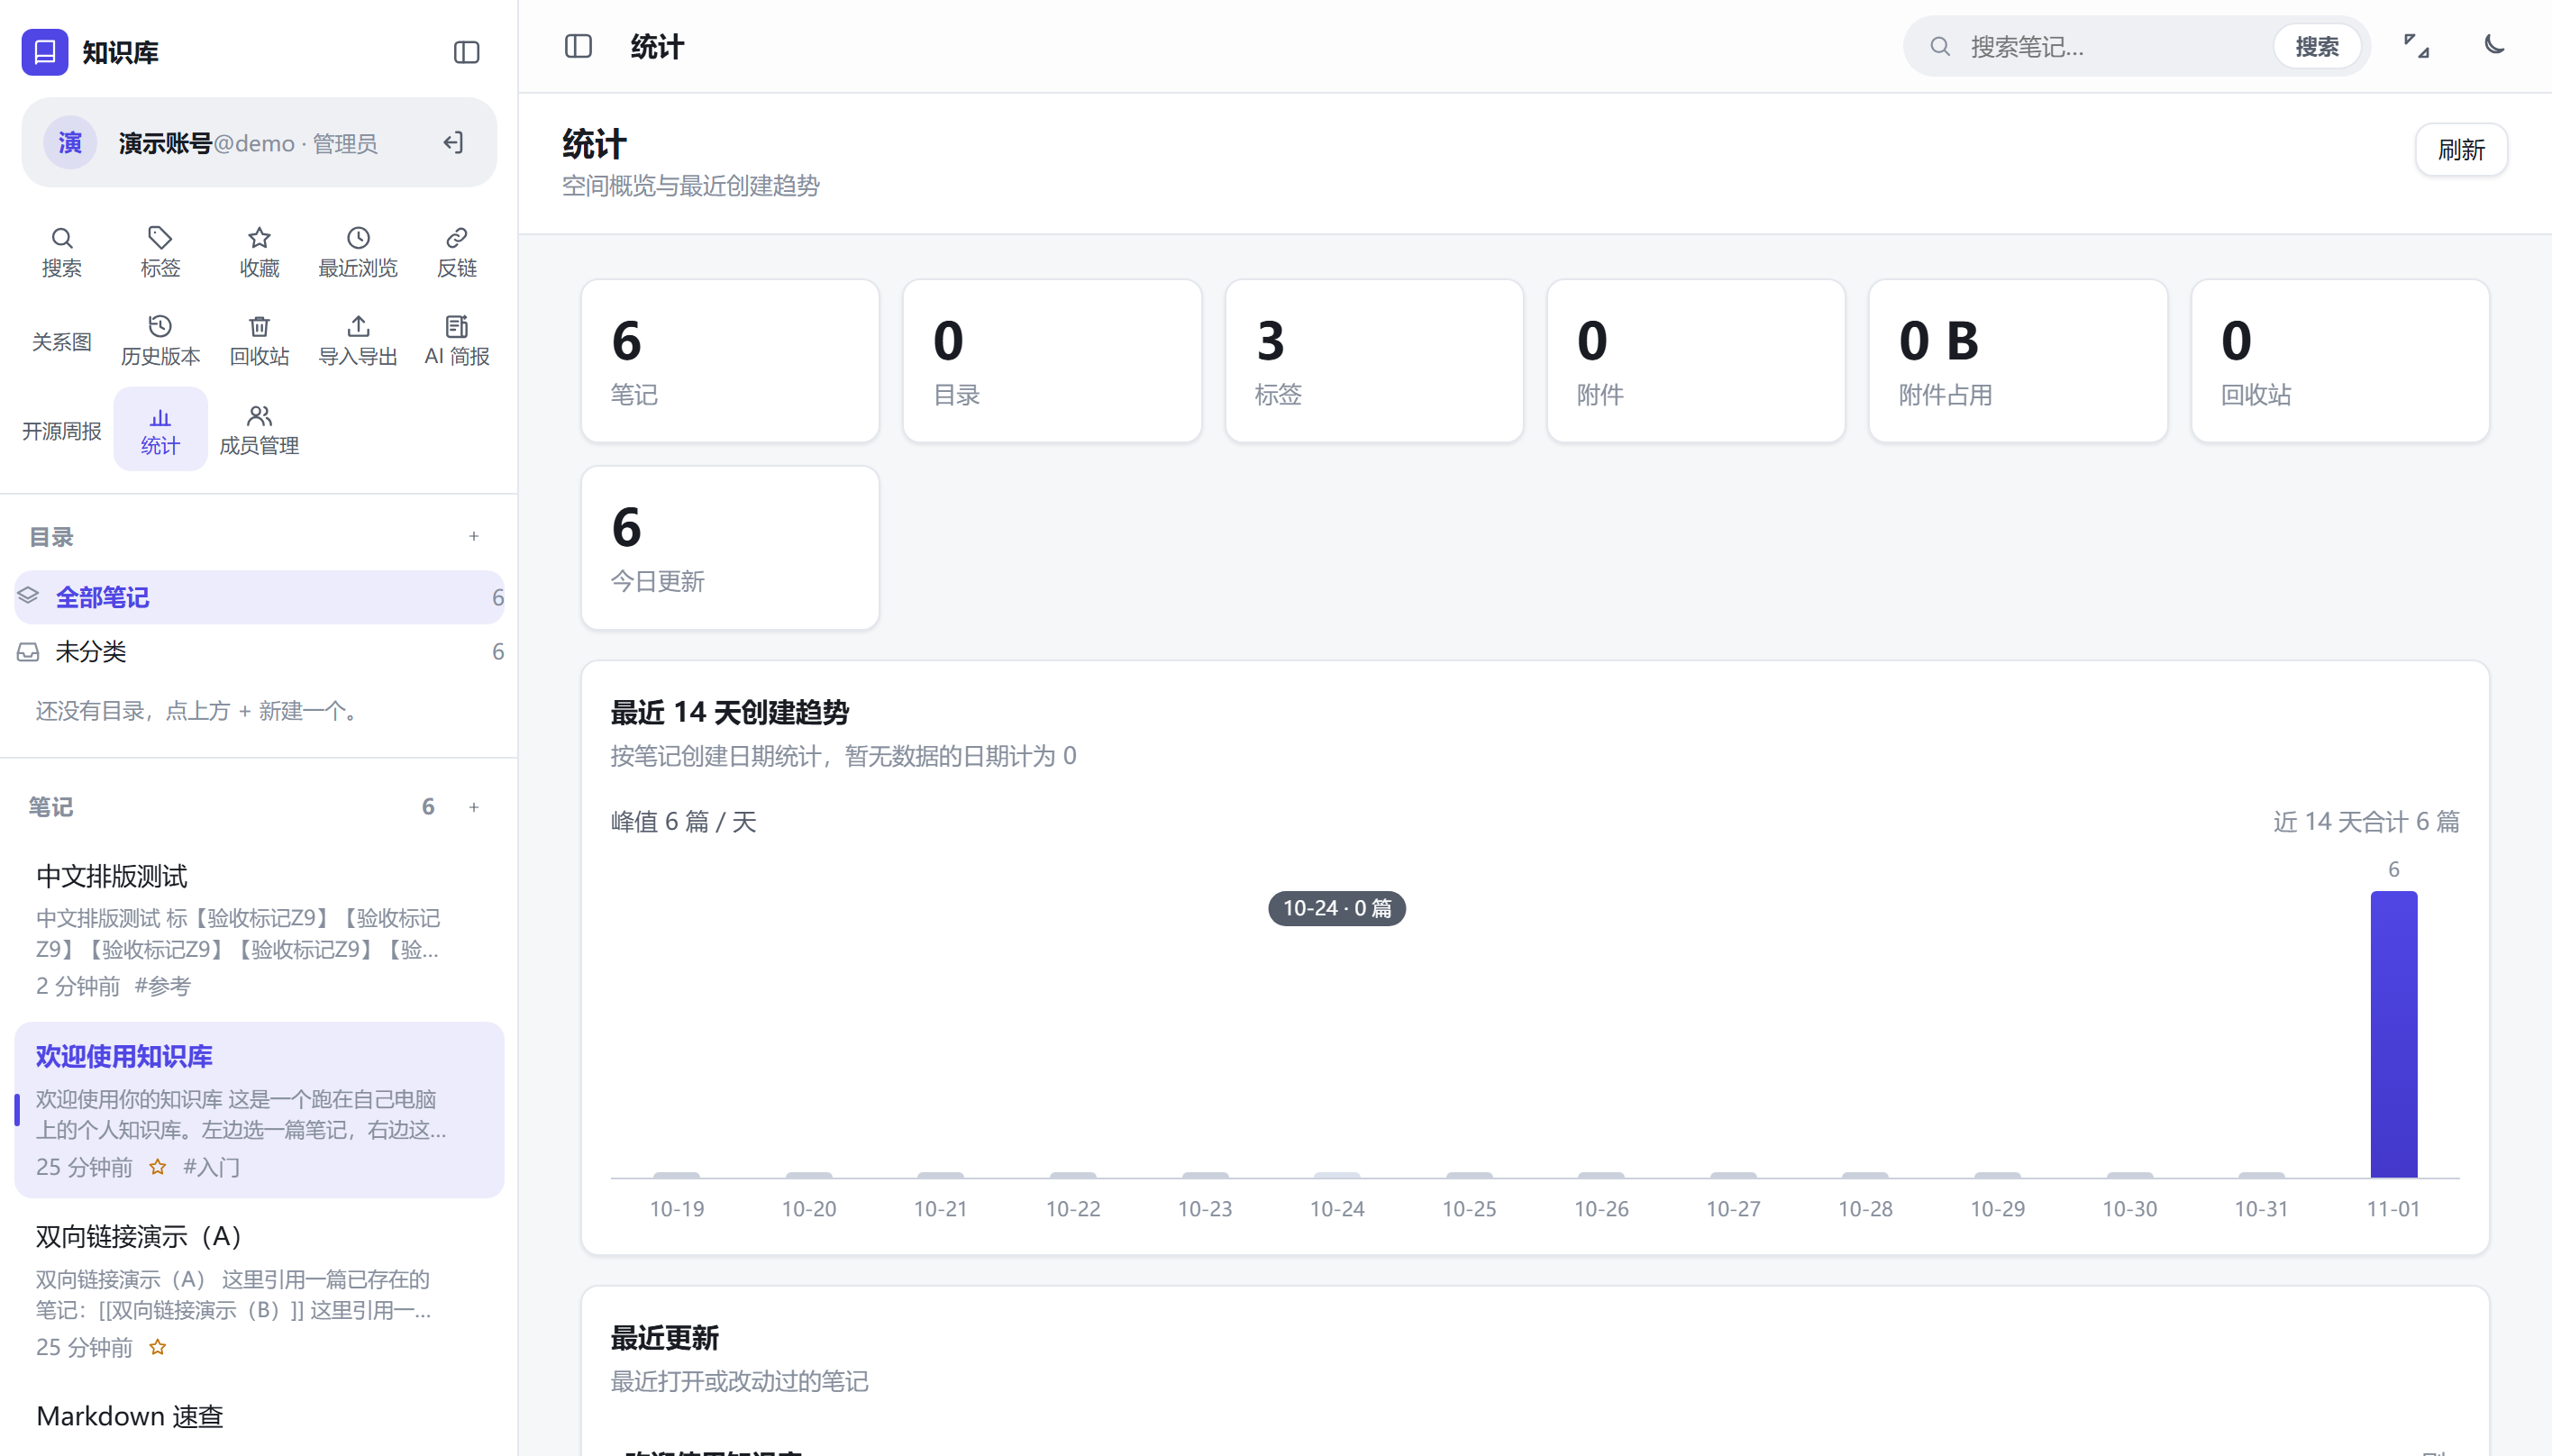 知识库
演 演示账号@demo · 管理员
搜索 标签 收藏 最近浏览 反链
关系图 历史版本 回收站 导入导出 AI 简报
开源周报 统计 成员管理
目录 +
全部笔记 6
未分类 6
还没有目录，点上方 + 新建一个。
笔记 6 +
中文排版测试
中文排版测试 标【验收标记Z9】【验收标记
Z9】【验收标记Z9】【验收标记Z9】【验...
2 分钟前 #参考
欢迎使用知识库
欢迎使用你的知识库 这是一个跑在自己电脑
上的个人知识库。左边选一篇笔记，右边这...
25 分钟前 #入门
双向链接演示（A）
双向链接演示（A） 这里引用一篇已存在的
笔记：[[双向链接演示（B）]] 这里引用一...
25 分钟前
Markdown 速查
统计
搜索笔记... 搜索
统计
空间概览与最近创建趋势
刷新
6
笔记
0
目录
3
标签
0
附件
0 B
附件占用
0
回收站
6
今日更新
最近 14 天创建趋势
按笔记创建日期统计，暂无数据的日期计为 0
峰值 6 篇 / 天
近 14 天合计 6 篇
6
10-24 · 0 篇
10-19 10-20 10-21 10-22 10-23 10-24 10-25 10-26 10-27 10-28 10-29 10-30 10-31 11-01
最近更新
最近打开或改动过的笔记